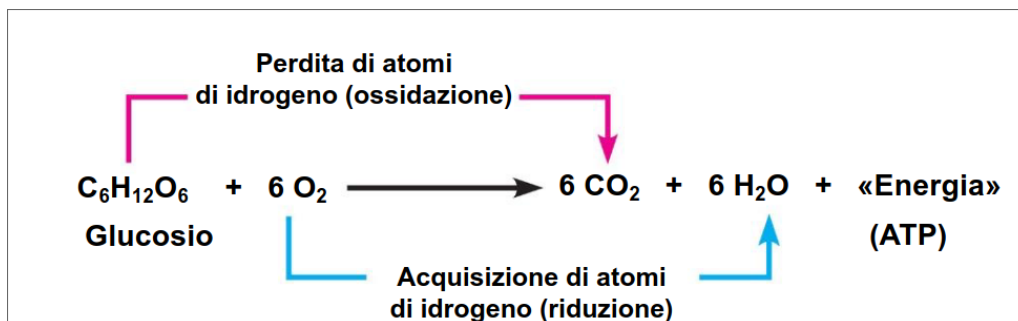 Perdita di atomi
di idrogeno (ossidazione)
C₆H₁₂O₆ + 6 O₂ 6 CO₂ + 6 H₂O + «Energia»
Glucosio (ATP)
Acquisizione di atomi
di idrogeno (riduzione)